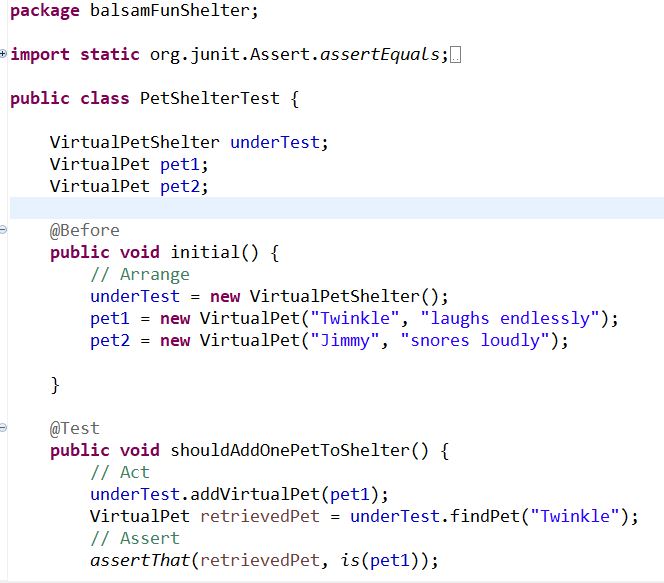 package balsamFunShelter;
import static org.junit.Assert.assertEquals;
public class PetShelterTest {
VirtualPetShelter underTest;
VirtualPet pet1;
VirtualPet pet2;
@Before
public void initial() {
// Arrange
underTest = new VirtualPetShelter();
pet1 = new VirtualPet("Twinkle", "laughs endlessly");
pet2 = new VirtualPet("Jimmy", "snores loudly");
}
@Test
public void shouldAddOnePetToShelter() {
// Act
underTest.addVirtualPet(pet1);
VirtualPet retrievedPet = underTest.findPet("Twinkle");
// Assert
assertThat(retrievedPet, is(pet1));